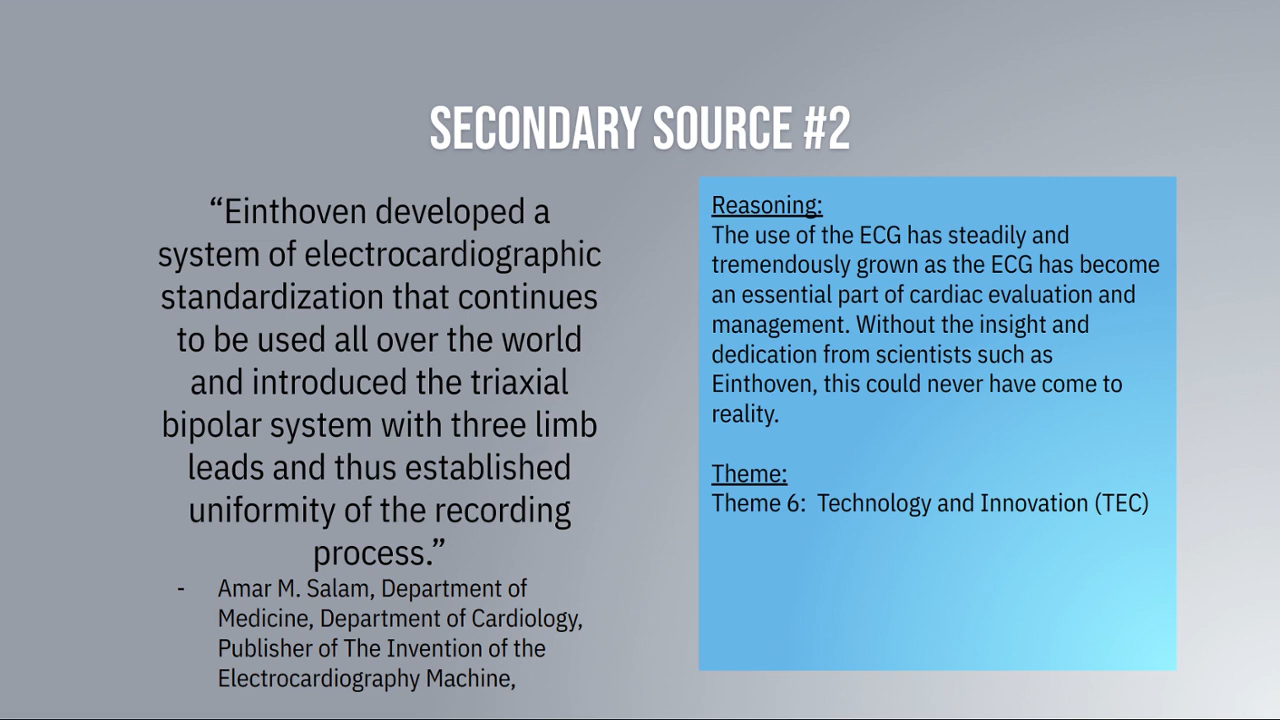 SECONDARY SOURCE #2
“Einthoven developed a
system of electrocardiographic
standardization that continues
to be used all over the world
and introduced the triaxial
bipolar system with three limb
leads and thus established
uniformity of the recording
process.”
- Amar M. Salam, Department of
Medicine, Department of Cardiology,
Publisher of The Invention of the
Electrocardiography Machine,
Reasoning:
The use of the ECG has steadily and
tremendously grown as the ECG has become
an essential part of cardiac evaluation and
management. Without the insight and
dedication from scientists such as
Einthoven, this could never have come to
reality.
Theme:
Theme 6: Technology and Innovation (TEC)